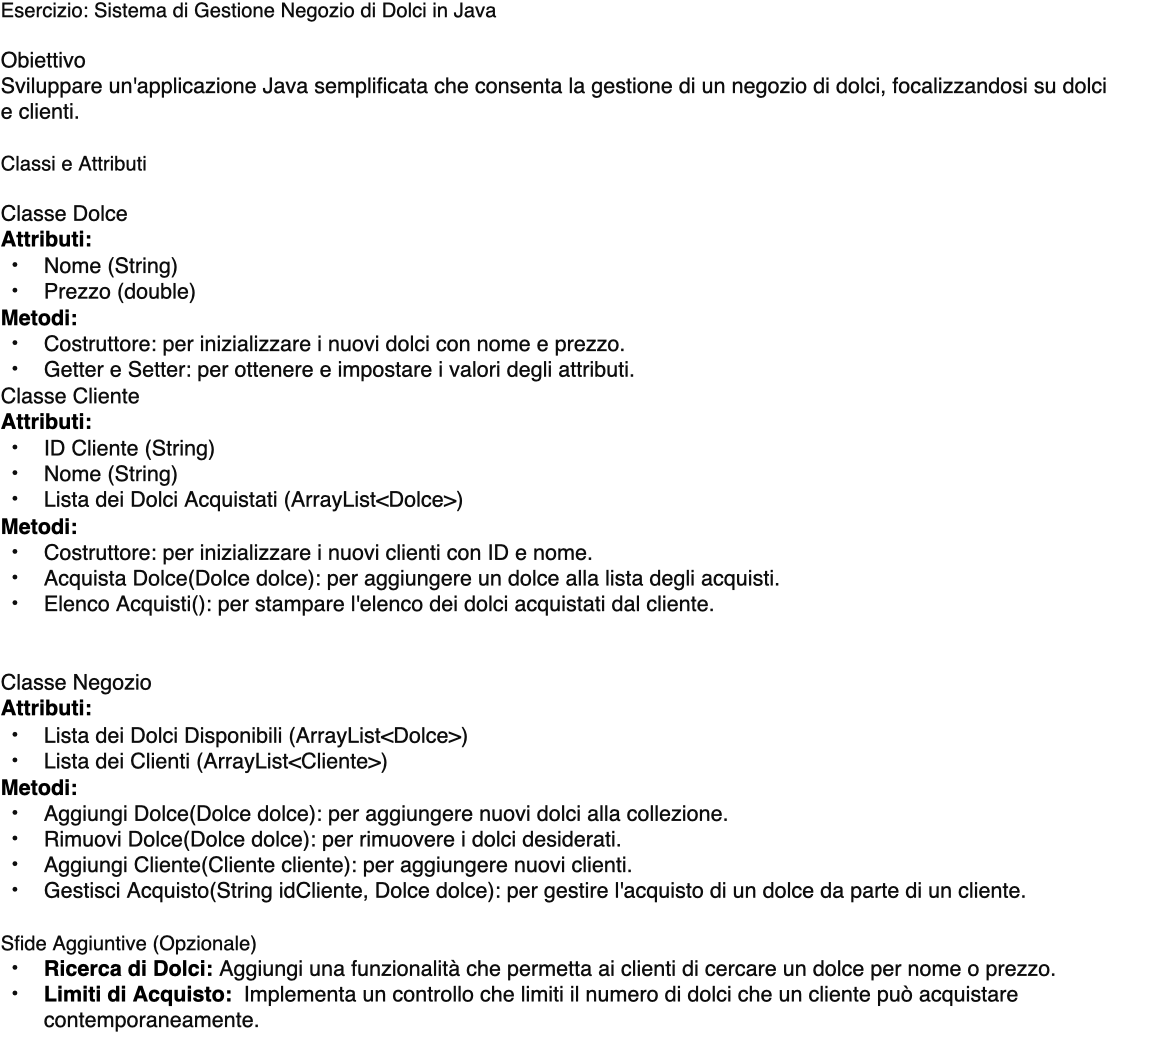 Esercizio: Sistema di Gestione Negozio di Dolci in Java
Obiettivo
Sviluppare un'applicazione Java semplificata che consenta la gestione di un negozio di dolci, focalizzandosi su dolci
e clienti.
Classi e Attributi
Classe Dolce
Attributi:
• Nome (String)
• Prezzo (double)
Metodi:
• Costruttore: per inizializzare i nuovi dolci con nome e prezzo.
• Getter e Setter: per ottenere e impostare i valori degli attributi.
Classe Cliente
Attributi:
• ID Cliente (String)
• Nome (String)
• Lista dei Dolci Acquistati (ArrayList<Dolce>)
Metodi:
• Costruttore: per inizializzare i nuovi clienti con ID e nome.
• Acquista Dolce(Dolce dolce): per aggiungere un dolce alla lista degli acquisti.
• Elenco Acquisti(): per stampare l'elenco dei dolci acquistati dal cliente.
Classe Negozio
Attributi:
• Lista dei Dolci Disponibili (ArrayList<Dolce>)
• Lista dei Clienti (ArrayList<Cliente>)
Metodi:
• Aggiungi Dolce(Dolce dolce): per aggiungere nuovi dolci alla collezione.
• Rimuovi Dolce(Dolce dolce): per rimuovere i dolci desiderati.
• Aggiungi Cliente(Cliente cliente): per aggiungere nuovi clienti.
• Gestisci Acquisto(String idCliente, Dolce dolce): per gestire l'acquisto di un dolce da parte di un cliente.
Sfide Aggiuntive (Opzionale)
• Ricerca di Dolci: Aggiungi una funzionalità che permetta ai clienti di cercare un dolce per nome o prezzo.
• Limiti di Acquisto: Implementa un controllo che limiti il numero di dolci che un cliente può acquistare
contemporaneamente.